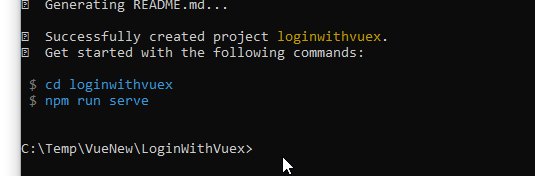 Generating README.md...
Successfully created project loginwithvuex.
Get started with the following commands:
$ cd loginwithvuex
$ npm run serve
C:\Temp\VueNew\LoginWithVuex>